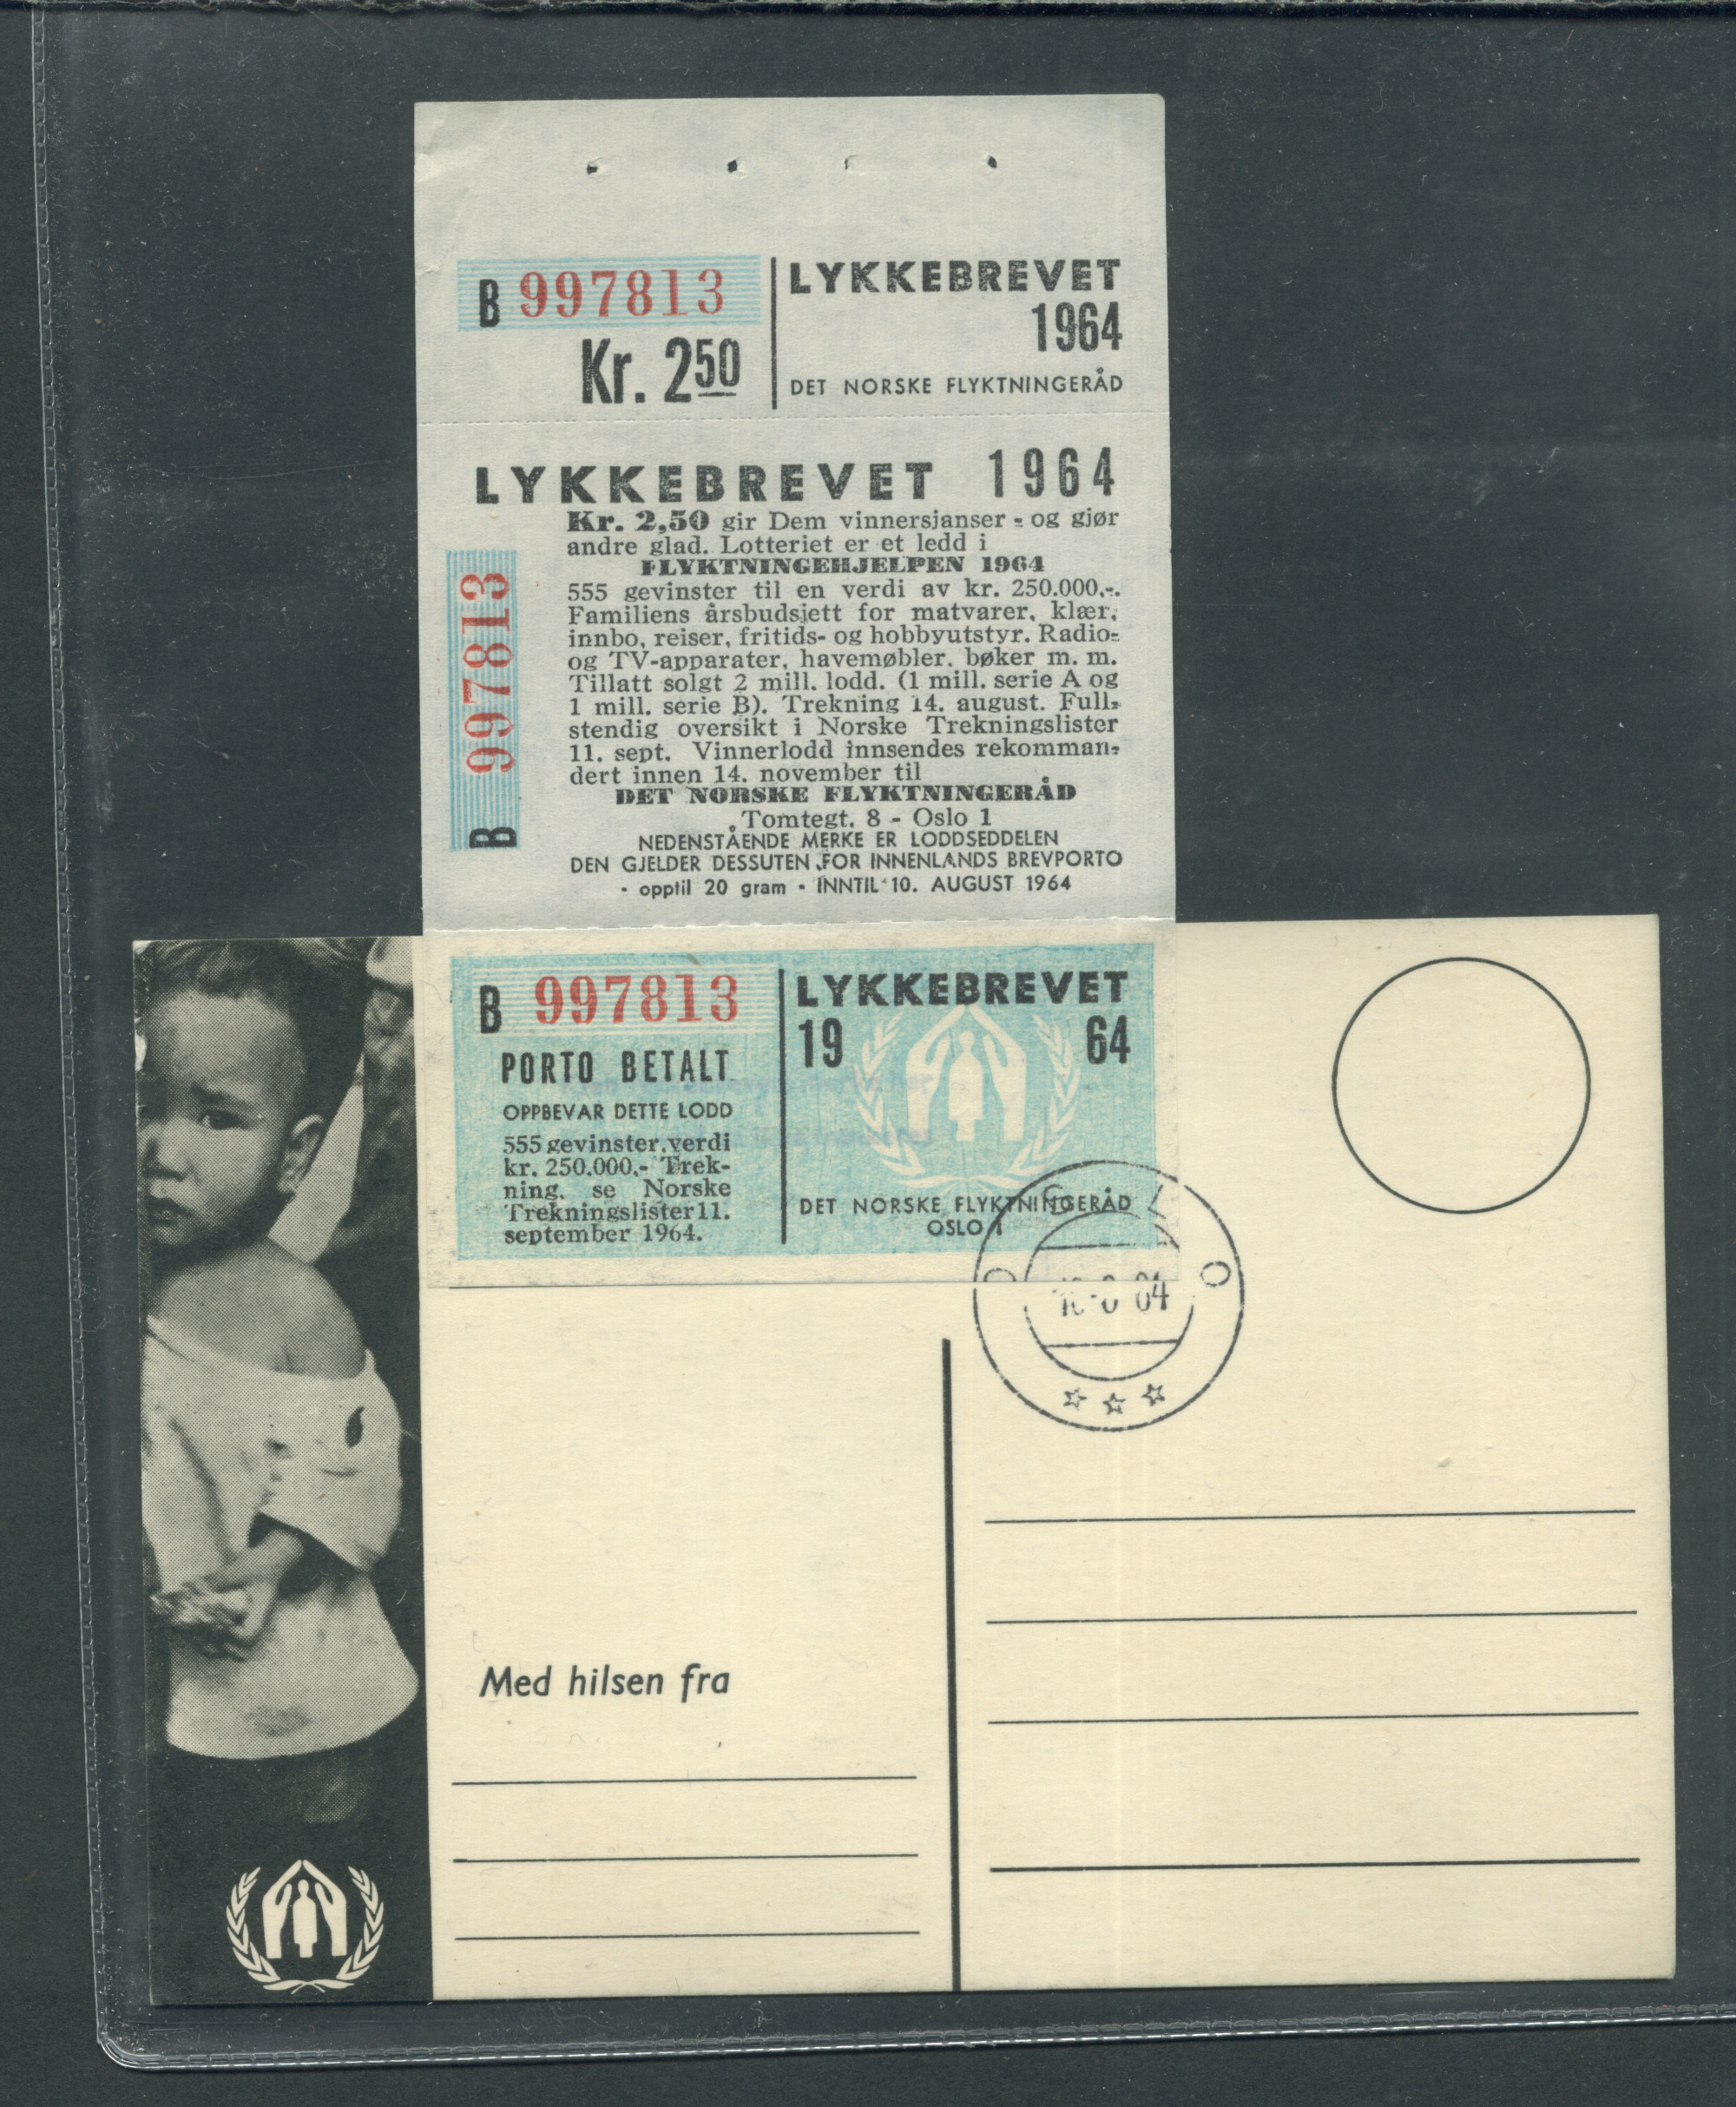 B 997813
Kr. 250
LYKKEBREVET
1964
DET NORSKE FLYKTNINGERÅD
LYKKEBREVET 1964
Kr. 2,50 gir Dem vinnersjanser - og gjør
andre glad. Lotteriet er et ledd i
FLYKTNINGEHJELPEN 1964
555 gevinster til en verdi av kr. 250.000,-.
Familiens årsbudsjett for matvarer, klær,
innbo, reiser, fritids- og hobbyutstyr. Radio-
og TV-apparater, havemøbler, bøker m. m.
Tillatt solgt 2 mill. lodd. (1 mill. serie A og
1 mill. serie B). Trekning 14. august. Full-
stendig oversikt i Norske Trekningslister
11. sept. Vinnerlodd innsendes rekomman-
dert innen 14. november til
DET NORSKE FLYKTNINGERÅD
Tomtegt. 8 - Oslo 1
NEDENSTÅENDE MERKE ER LODDSEDDELEN
DEN GJELDER DESSUTEN FOR INNENLANDS BREVPORTO
- opptil 20 gram - INNTIL 10. AUGUST 1964
B 997813
B 997813
PORTO BETALT
OPPBEVAR DETTE LODD
555 gevinster, verdi
kr. 250.000,- Trek-
ning, se Norske
Trekningslister 11.
september 1964.
LYKKEBREVET
19 64
DET NORSKE FLYKTNINGERÅD
OSLO 1
OSLO
Med hilsen fra